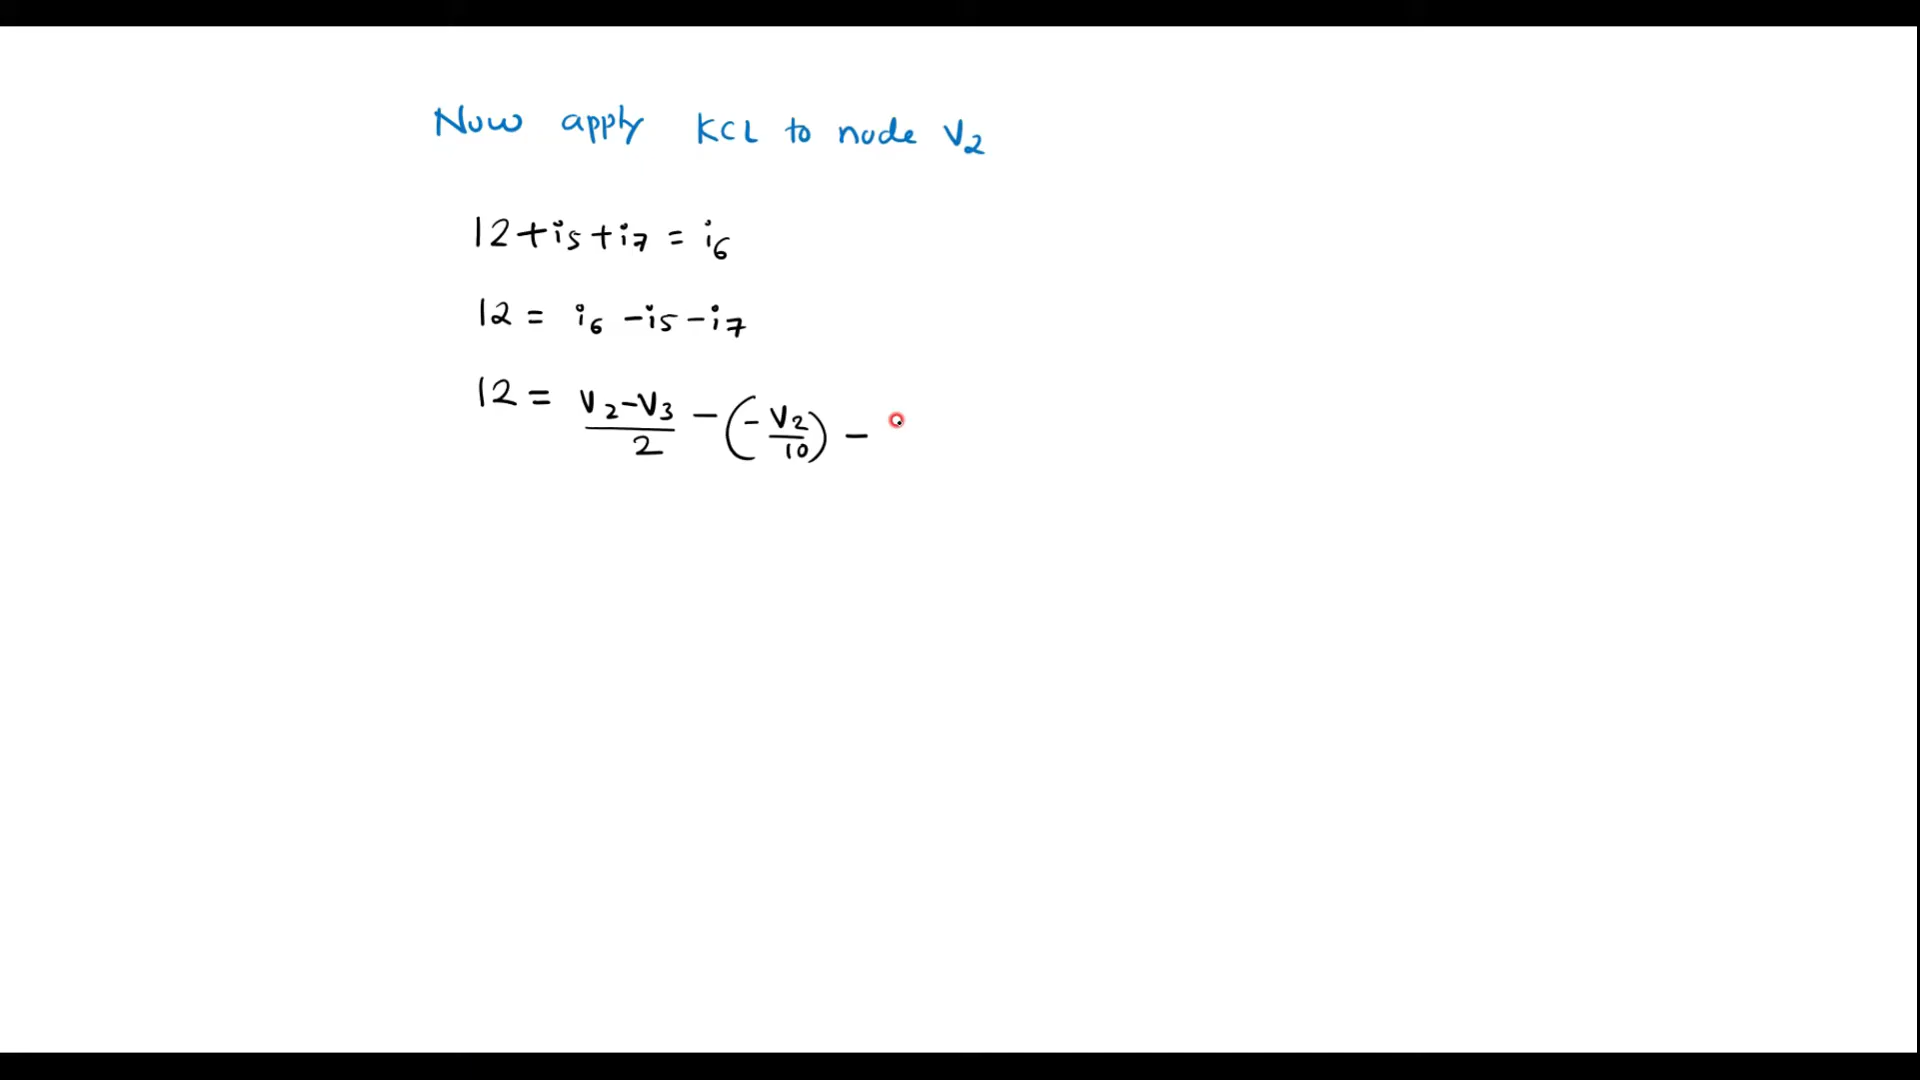 Now apply KCL to node V₂
12 + i₅ + i₇ = i₆
12 = i₆ - i₅ - i₇
12 = (V₂ - V₃)/2 - (- V₂/10) -